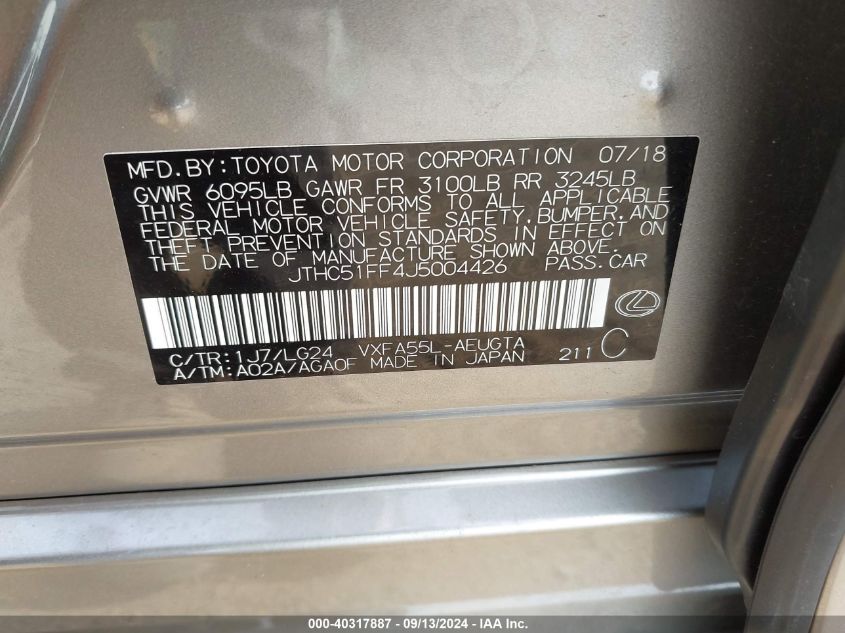 MFD.BY:TOYOTA MOTOR CORPORATION 07/18
GVWR 6095LB GAWR FR 3100LB RR 3245LB
THIS VEHICLE CONFORMS TO ALL APPLICABLE
FEDERAL MOTOR VEHICLE SAFETY,BUMPER,AND
THEFT PREVENTION STANDARDS IN EFFECT ON
THE DATE OF MANUFACTURE SHOWN ABOVE.
JTHC51FF4J5004426 PASS.CAR
C/TR:1J7/LG24 VXFA55L-AEUGTA
A/TM:A02A/AGA0F MADE IN JAPAN 211 C
000-40317887 - 09/13/2024 - IAA Inc.